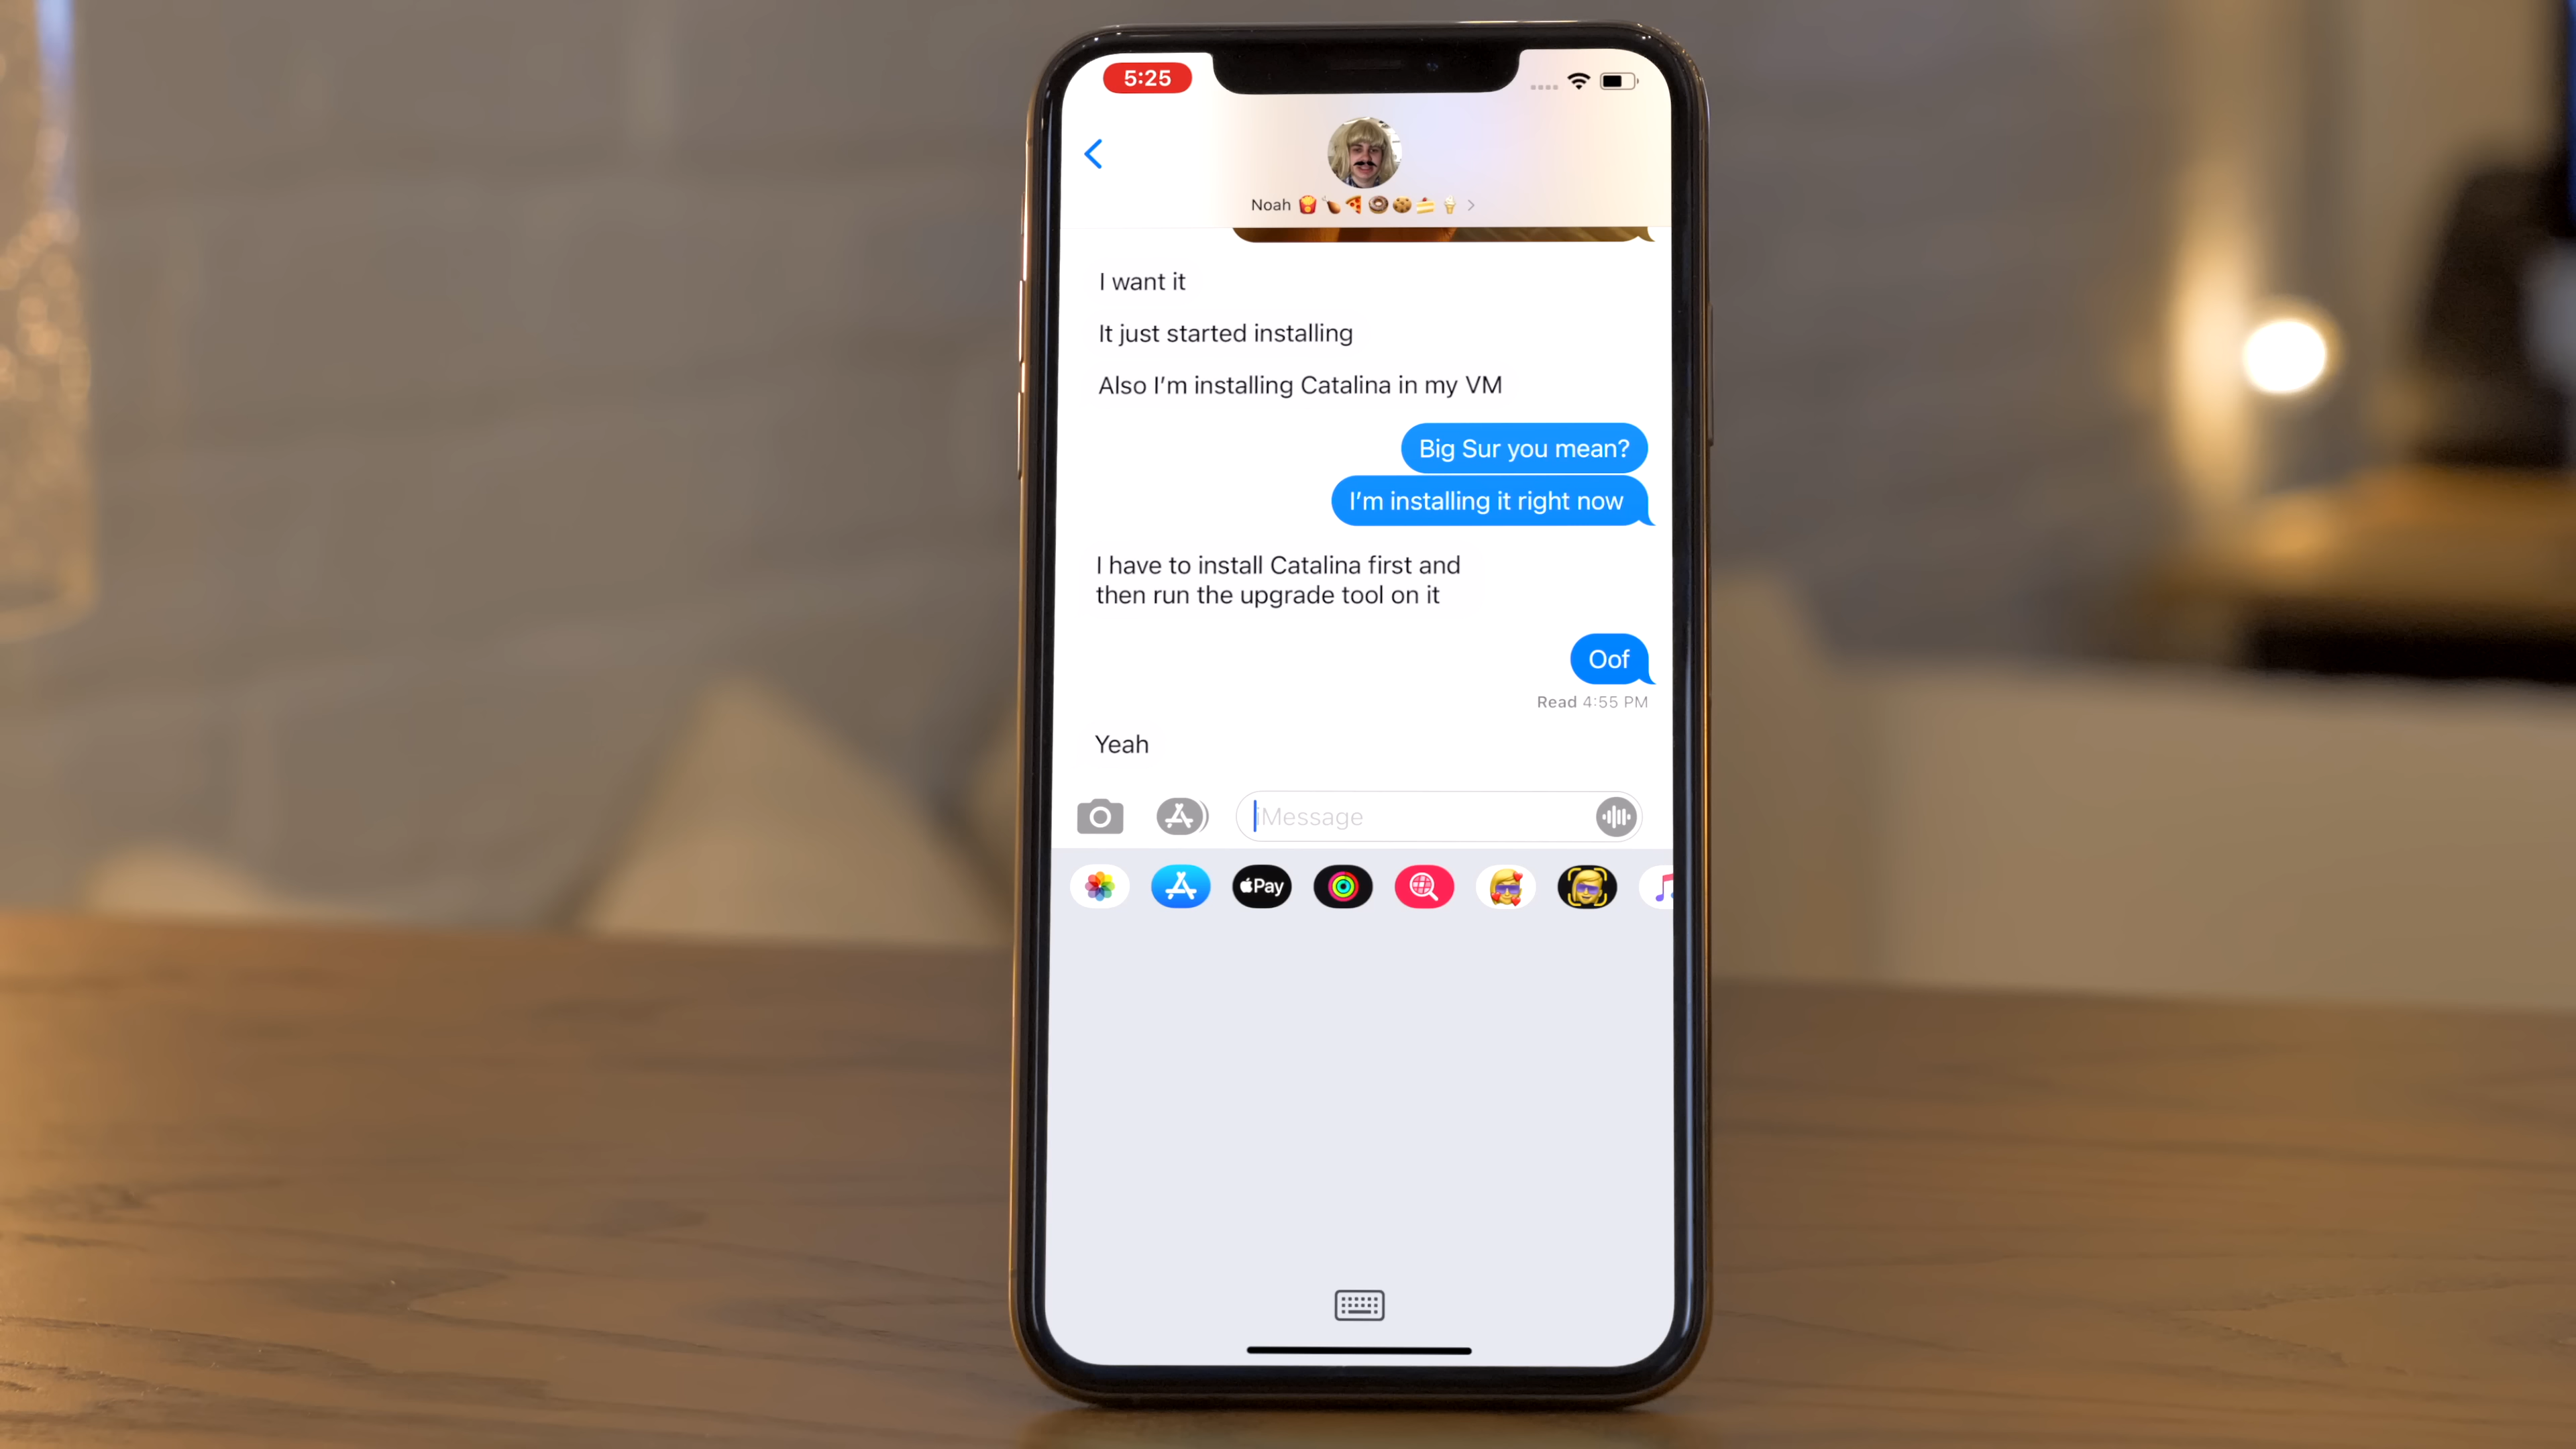 5:25
Noah
I want it
It just started installing
Also I’m installing Catalina in my VM
Big Sur you mean?
I’m installing it right now
I have to install Catalina first and
then run the upgrade tool on it
Oof
Read 4:55 PM
Yeah
iMessage
Pay